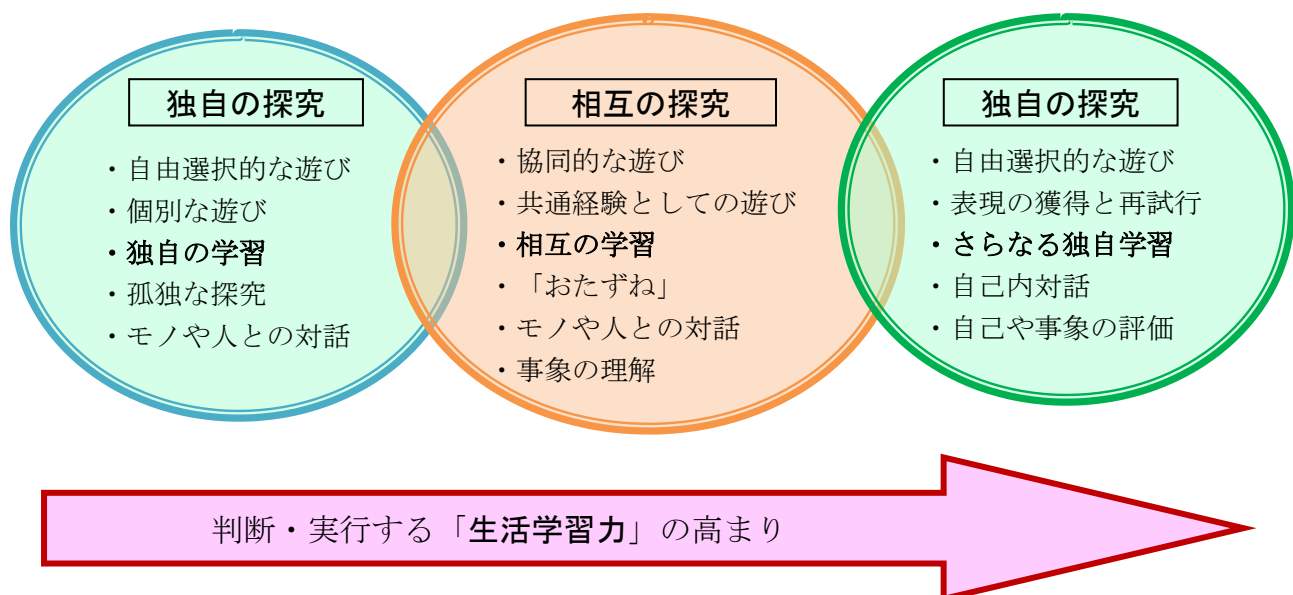 独自の探究
・自由選択的な遊び
・個別な遊び
・独自の学習
・孤独な探究
・モノや人との対話
相互の探究
・協同的な遊び
・共通経験としての遊び
・相互の学習
・「おたずね」
・モノや人との対話
・事象の理解
独自の探究
・自由選択的な遊び
・表現の獲得と再試行
・さらなる独自学習
・自己内対話
・自己や事象の評価
判断・実行する「生活学習力」の高まり